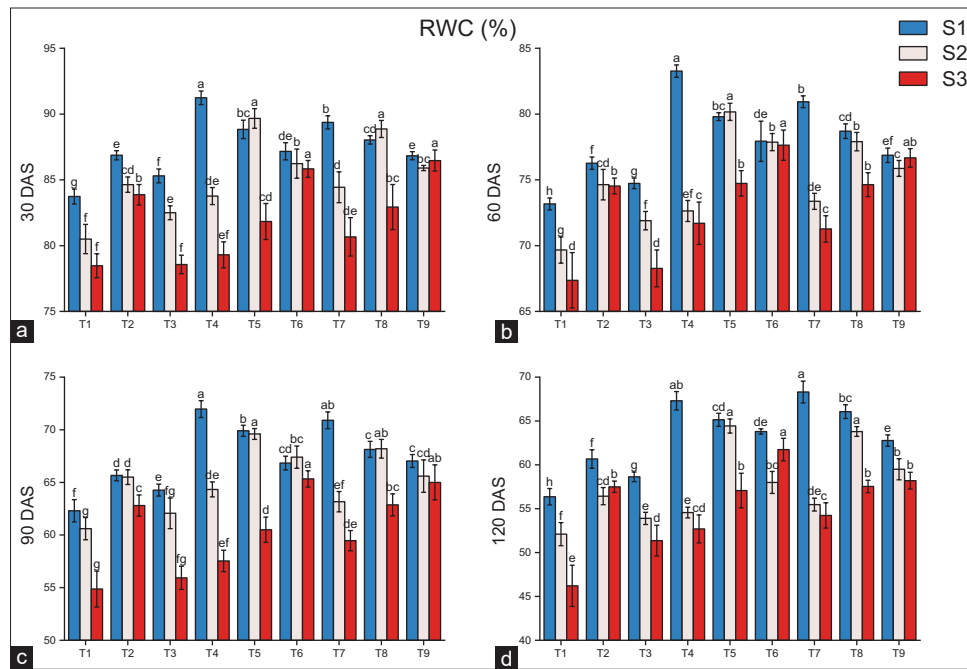 RWC (%)
S1
S2
S3
30 DAS
95
90
85
80
75
g f f
e cd b
f e f
a de f
bc a cd
de b b
b d de
cd a bc
e bc a
T1 T2 T3 T4 T5 T6 T7 T8 T9
a
60 DAS
85
80
75
70
65
h g d
f cd b
g f d
a ef c
bc a b
de b a
b de c
cd b b
ef c ab
T1 T2 T3 T4 T5 T6 T7 T8 T9
b
90 DAS
90
65
70
65
60
55
50
f g g
d d c
e fg fg
a de ef
b a d
cd bc a
ab ef de
c ab bc
c cd ab
T1 T2 T3 T4 T5 T6 T7 T8 T9
c
120 DAS
70
65
60
55
50
45
40
h f e
f cd b
g e d
ab e cd
cd a b
de bc a
a de c
bc a b
e b b
T1 T2 T3 T4 T5 T6 T7 T8 T9
d